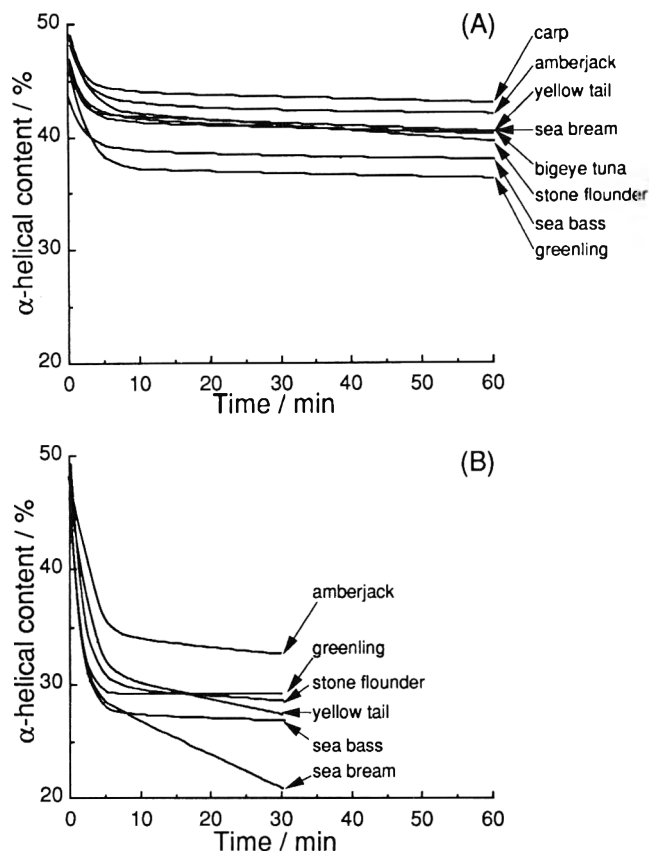 (A)
α-helical content / %
50
40
30
20
0
10
20
30
40
50
60
Time / min
carp
amberjack
yellow tail
sea bream
bigeye tuna
stone flounder
sea bass
greenling
(B)
α-helical content / %
50
40
30
20
0
10
20
30
40
50
60
Time / min
amberjack
greenling
stone flounder
yellow tail
sea bass
sea bream